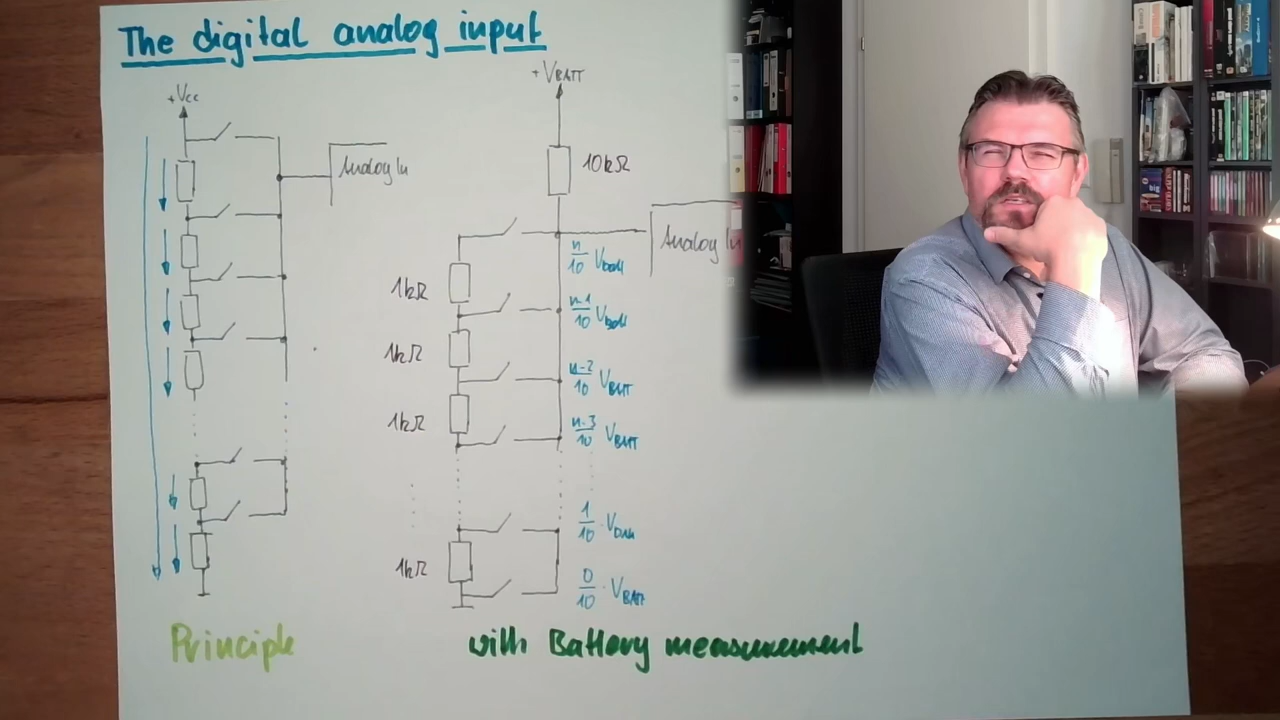 The digital analog input
+Vcc
Analog In
+VBATT
10kΩ
Analog In
n/10 Vbatt
1kΩ
n-1/10 Vbatt
1kΩ
n-2/10 VBATT
1kΩ
n-3/10 VBATT
1/10 · Vbatt
1kΩ
0/10 · VBATT
Principle
with Battery measurement
big